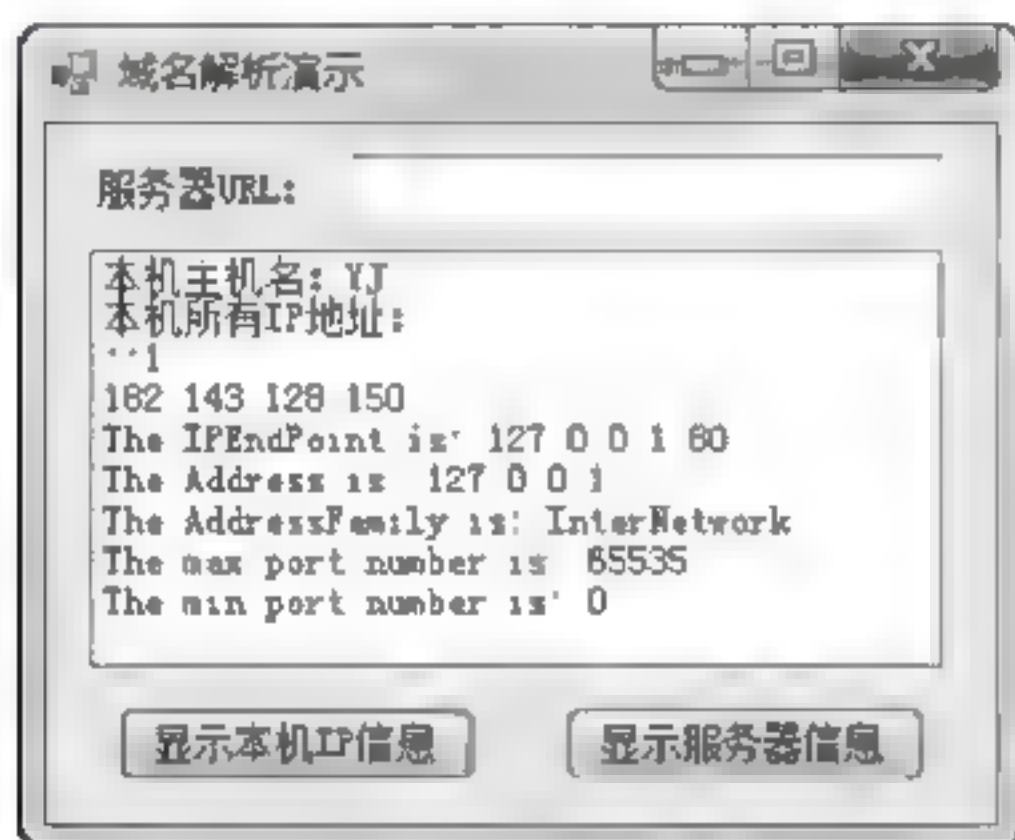 域名解析演示
服务器URL:
本机主机名: YJ
本机所有IP地址:
::1
182 143 128 150
The IPEndPoint is: 127 0 0 1 80
The Address is 127 0 0 1
The AddressFamily is: InterNetwork
The max port number is 65535
The min port number is: 0
显示本机IP信息
显示服务器信息